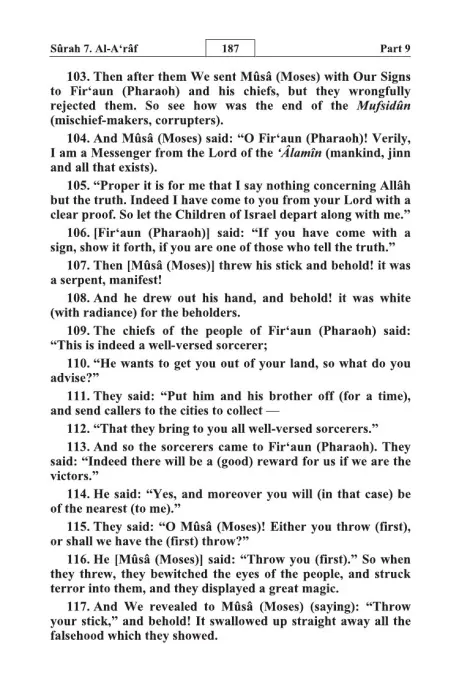 Sûrah 7. Al-A‘râf
187
Part 9
103. Then after them We sent Mûsâ (Moses) with Our Signs
to Fir‘aun (Pharaoh) and his chiefs, but they wrongfully
rejected them. So see how was the end of the Mufsidûn
(mischief-makers, corrupters).
104. And Mûsâ (Moses) said: “O Fir‘aun (Pharaoh)! Verily,
I am a Messenger from the Lord of the ‘Âlamîn (mankind, jinn
and all that exists).
105. “Proper it is for me that I say nothing concerning Allâh
but the truth. Indeed I have come to you from your Lord with a
clear proof. So let the Children of Israel depart along with me.”
106. [Fir‘aun (Pharaoh)] said: “If you have come with a
sign, show it forth, if you are one of those who tell the truth.”
107. Then [Mûsâ (Moses)] threw his stick and behold! it was
a serpent, manifest!
108. And he drew out his hand, and behold! it was white
(with radiance) for the beholders.
109. The chiefs of the people of Fir‘aun (Pharaoh) said:
“This is indeed a well-versed sorcerer;
110. “He wants to get you out of your land, so what do you
advise?”
111. They said: “Put him and his brother off (for a time),
and send callers to the cities to collect —
112. “That they bring to you all well-versed sorcerers.”
113. And so the sorcerers came to Fir‘aun (Pharaoh). They
said: “Indeed there will be a (good) reward for us if we are the
victors.”
114. He said: “Yes, and moreover you will (in that case) be
of the nearest (to me).”
115. They said: “O Mûsâ (Moses)! Either you throw (first),
or shall we have the (first) throw?”
116. He [Mûsâ (Moses)] said: “Throw you (first).” So when
they threw, they bewitched the eyes of the people, and struck
terror into them, and they displayed a great magic.
117. And We revealed to Mûsâ (Moses) (saying): “Throw
your stick,” and behold! It swallowed up straight away all the
falsehood which they showed.